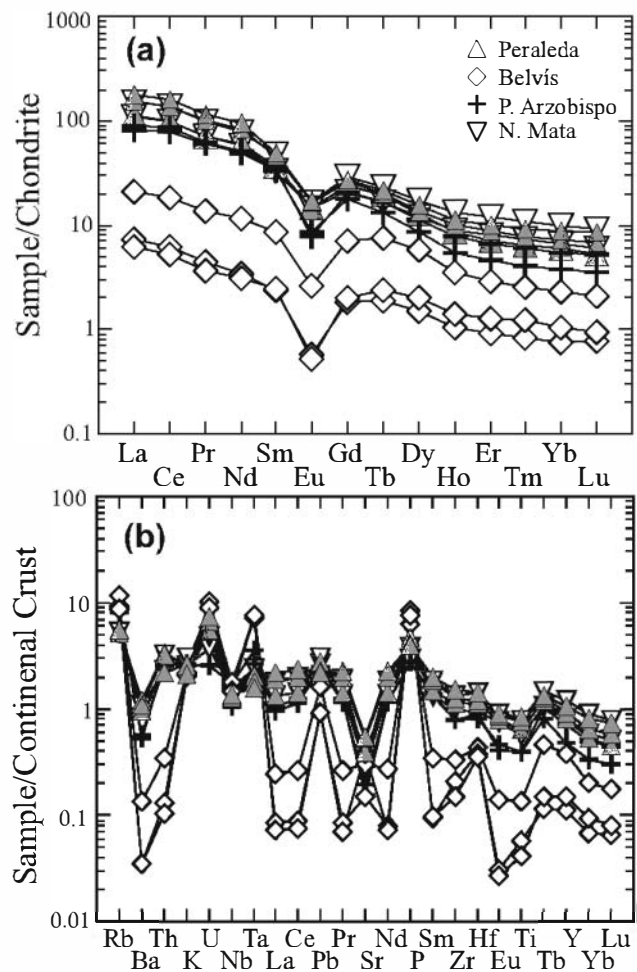 1000
(a)
Peraleda
Belvís
P. Arzobispo
N. Mata
100
10
1
0.1
Sample/Chondrite
La Pr Sm Gd Dy Er Yb
Ce Nd Eu Tb Ho Tm Lu
100
(b)
10
1
0.1
0.01
Sample/Continenal Crust
Rb Th U Ta Ce Pr Nd Sm Hf Ti Y Lu
Ba K Nb La Pb Sr P Zr Eu Tb Yb